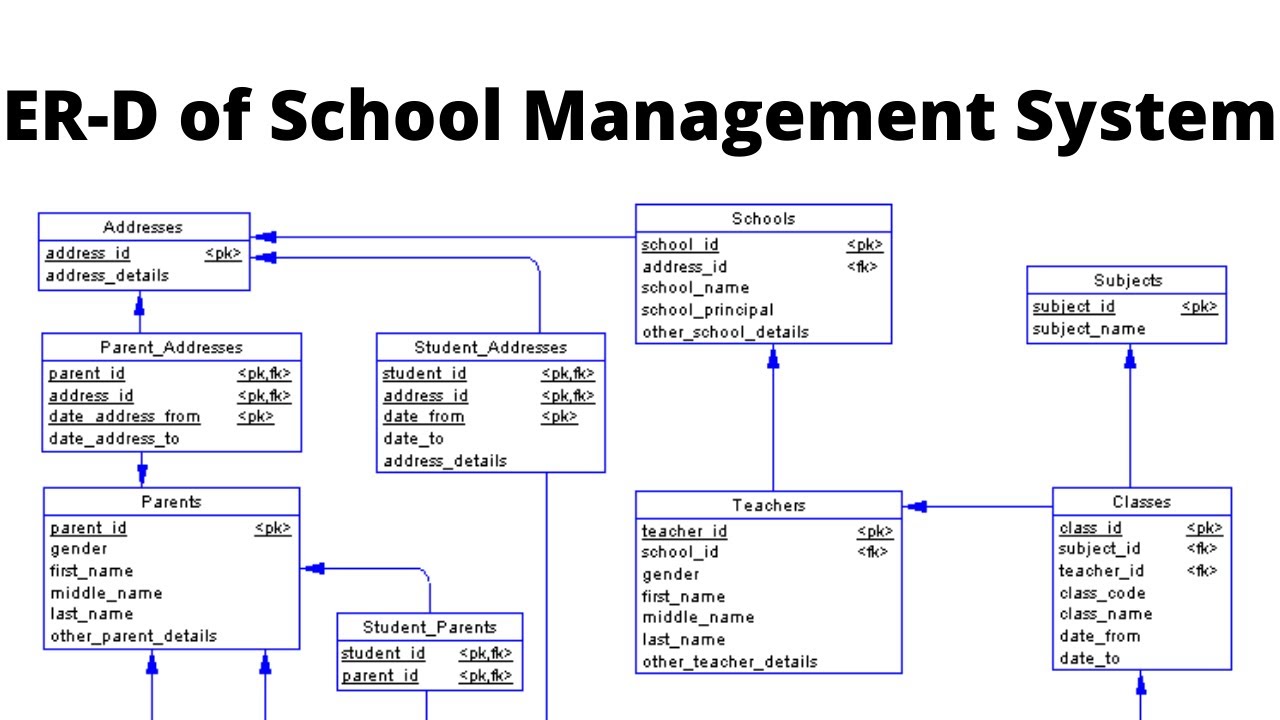 ER-D of School Management System
Addresses
address_id <pk>
address_details
Schools
school_id <pk>
address_id <fk>
school_name
school_principal
other_school_details
Subjects
subject_id <pk>
subject_name
Parent_Addresses
parent_id <pk,fk>
address_id <pk,fk>
date_address_from <pk>
date_address_to
Student_Addresses
student_id <pk,fk>
address_id <pk,fk>
date_from <pk>
date_to
address_details
Parents
parent_id <pk>
gender
first_name
middle_name
last_name
other_parent_details
Student_Parents
student_id <pk,fk>
parent_id <pk,fk>
Teachers
teacher_id <pk>
school_id <fk>
gender
first_name
middle_name
last_name
other_teacher_details
Classes
class_id <pk>
subject_id <fk>
teacher_id <fk>
class_code
class_name
date_from
date_to